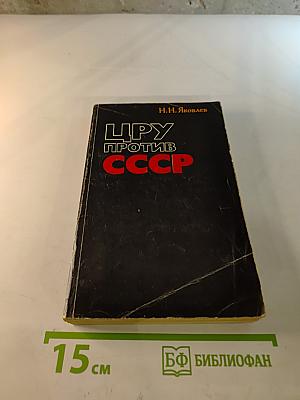 Н.Н.Яковлев
ЦРУ
ПРОТИВ
СССР
15 см
БФ БИБЛИОФАН